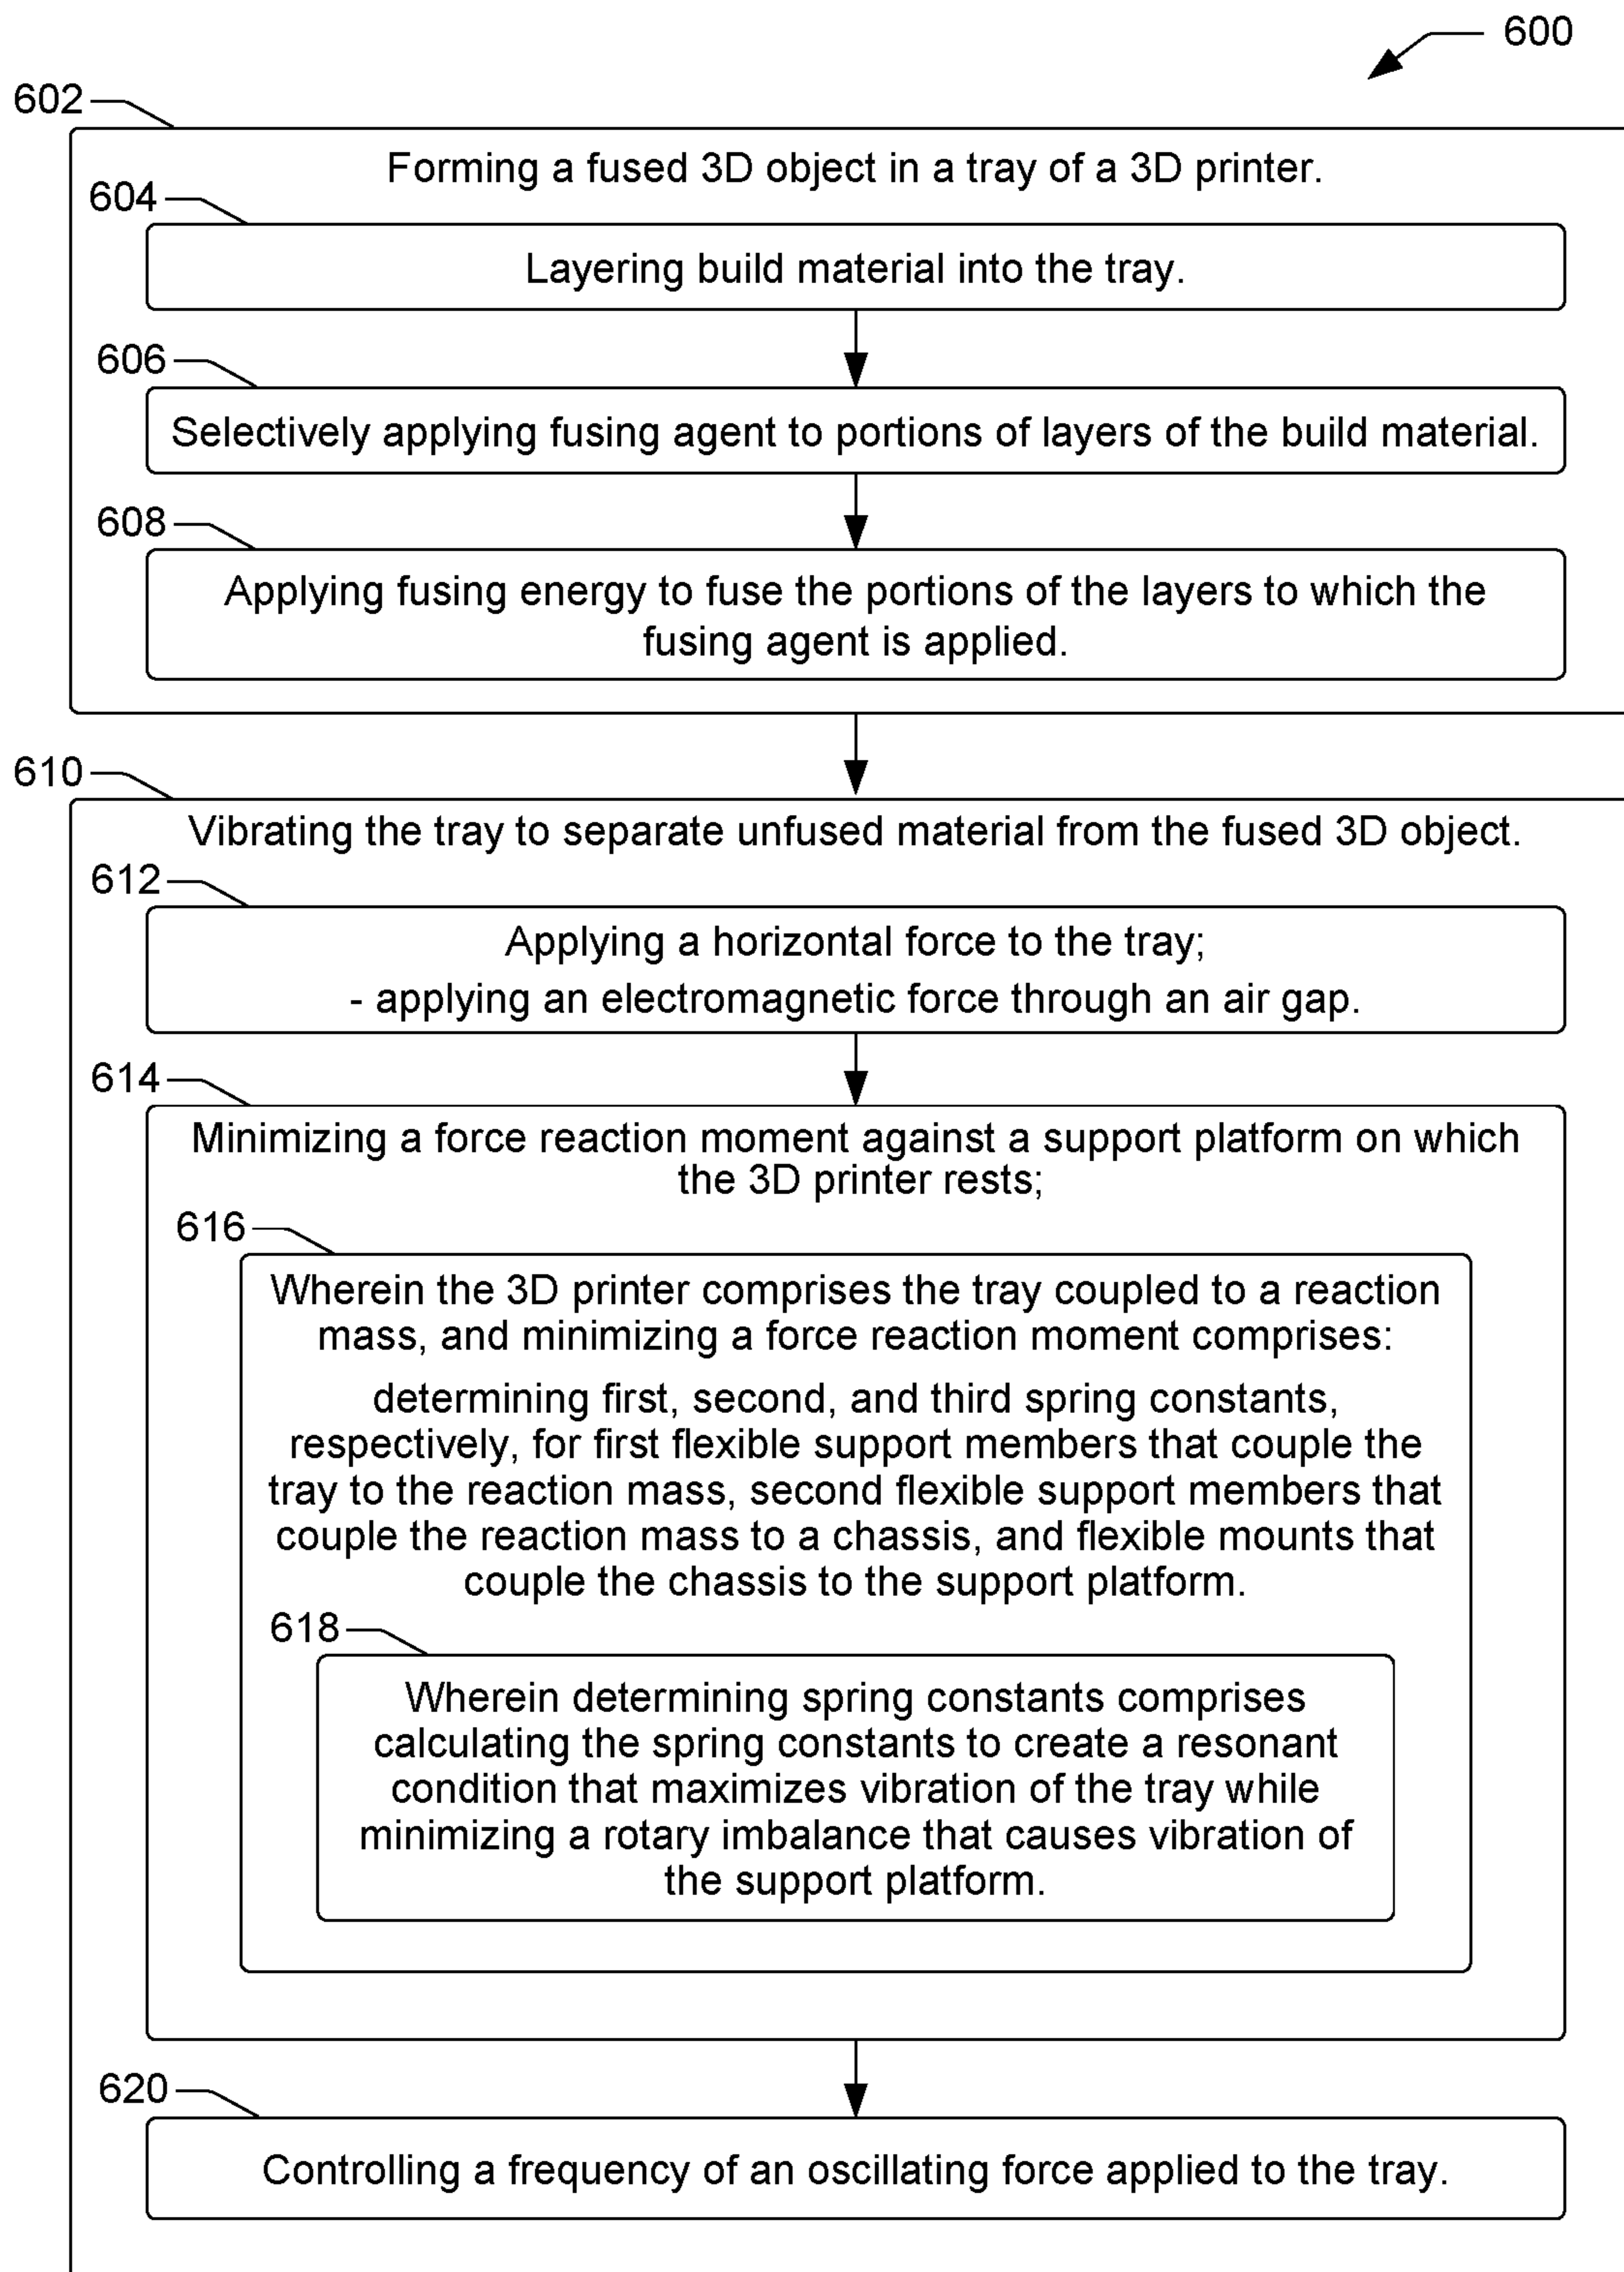 600
602
Forming a fused 3D object in a tray of a 3D printer.
604
Layering build material into the tray.
606
Selectively applying fusing agent to portions of layers of the build material.
608
Applying fusing energy to fuse the portions of the layers to which the
fusing agent is applied.
610
Vibrating the tray to separate unfused material from the fused 3D object.
612
Applying a horizontal force to the tray;
- applying an electromagnetic force through an air gap.
614
Minimizing a force reaction moment against a support platform on which
the 3D printer rests;
616
Wherein the 3D printer comprises the tray coupled to a reaction
mass, and minimizing a force reaction moment comprises:
determining first, second, and third spring constants,
respectively, for first flexible support members that couple the
tray to the reaction mass, second flexible support members that
couple the reaction mass to a chassis, and flexible mounts that
couple the chassis to the support platform.
618
Wherein determining spring constants comprises
calculating the spring constants to create a resonant
condition that maximizes vibration of the tray while
minimizing a rotary imbalance that causes vibration of
the support platform.
620
Controlling a frequency of an oscillating force applied to the tray.